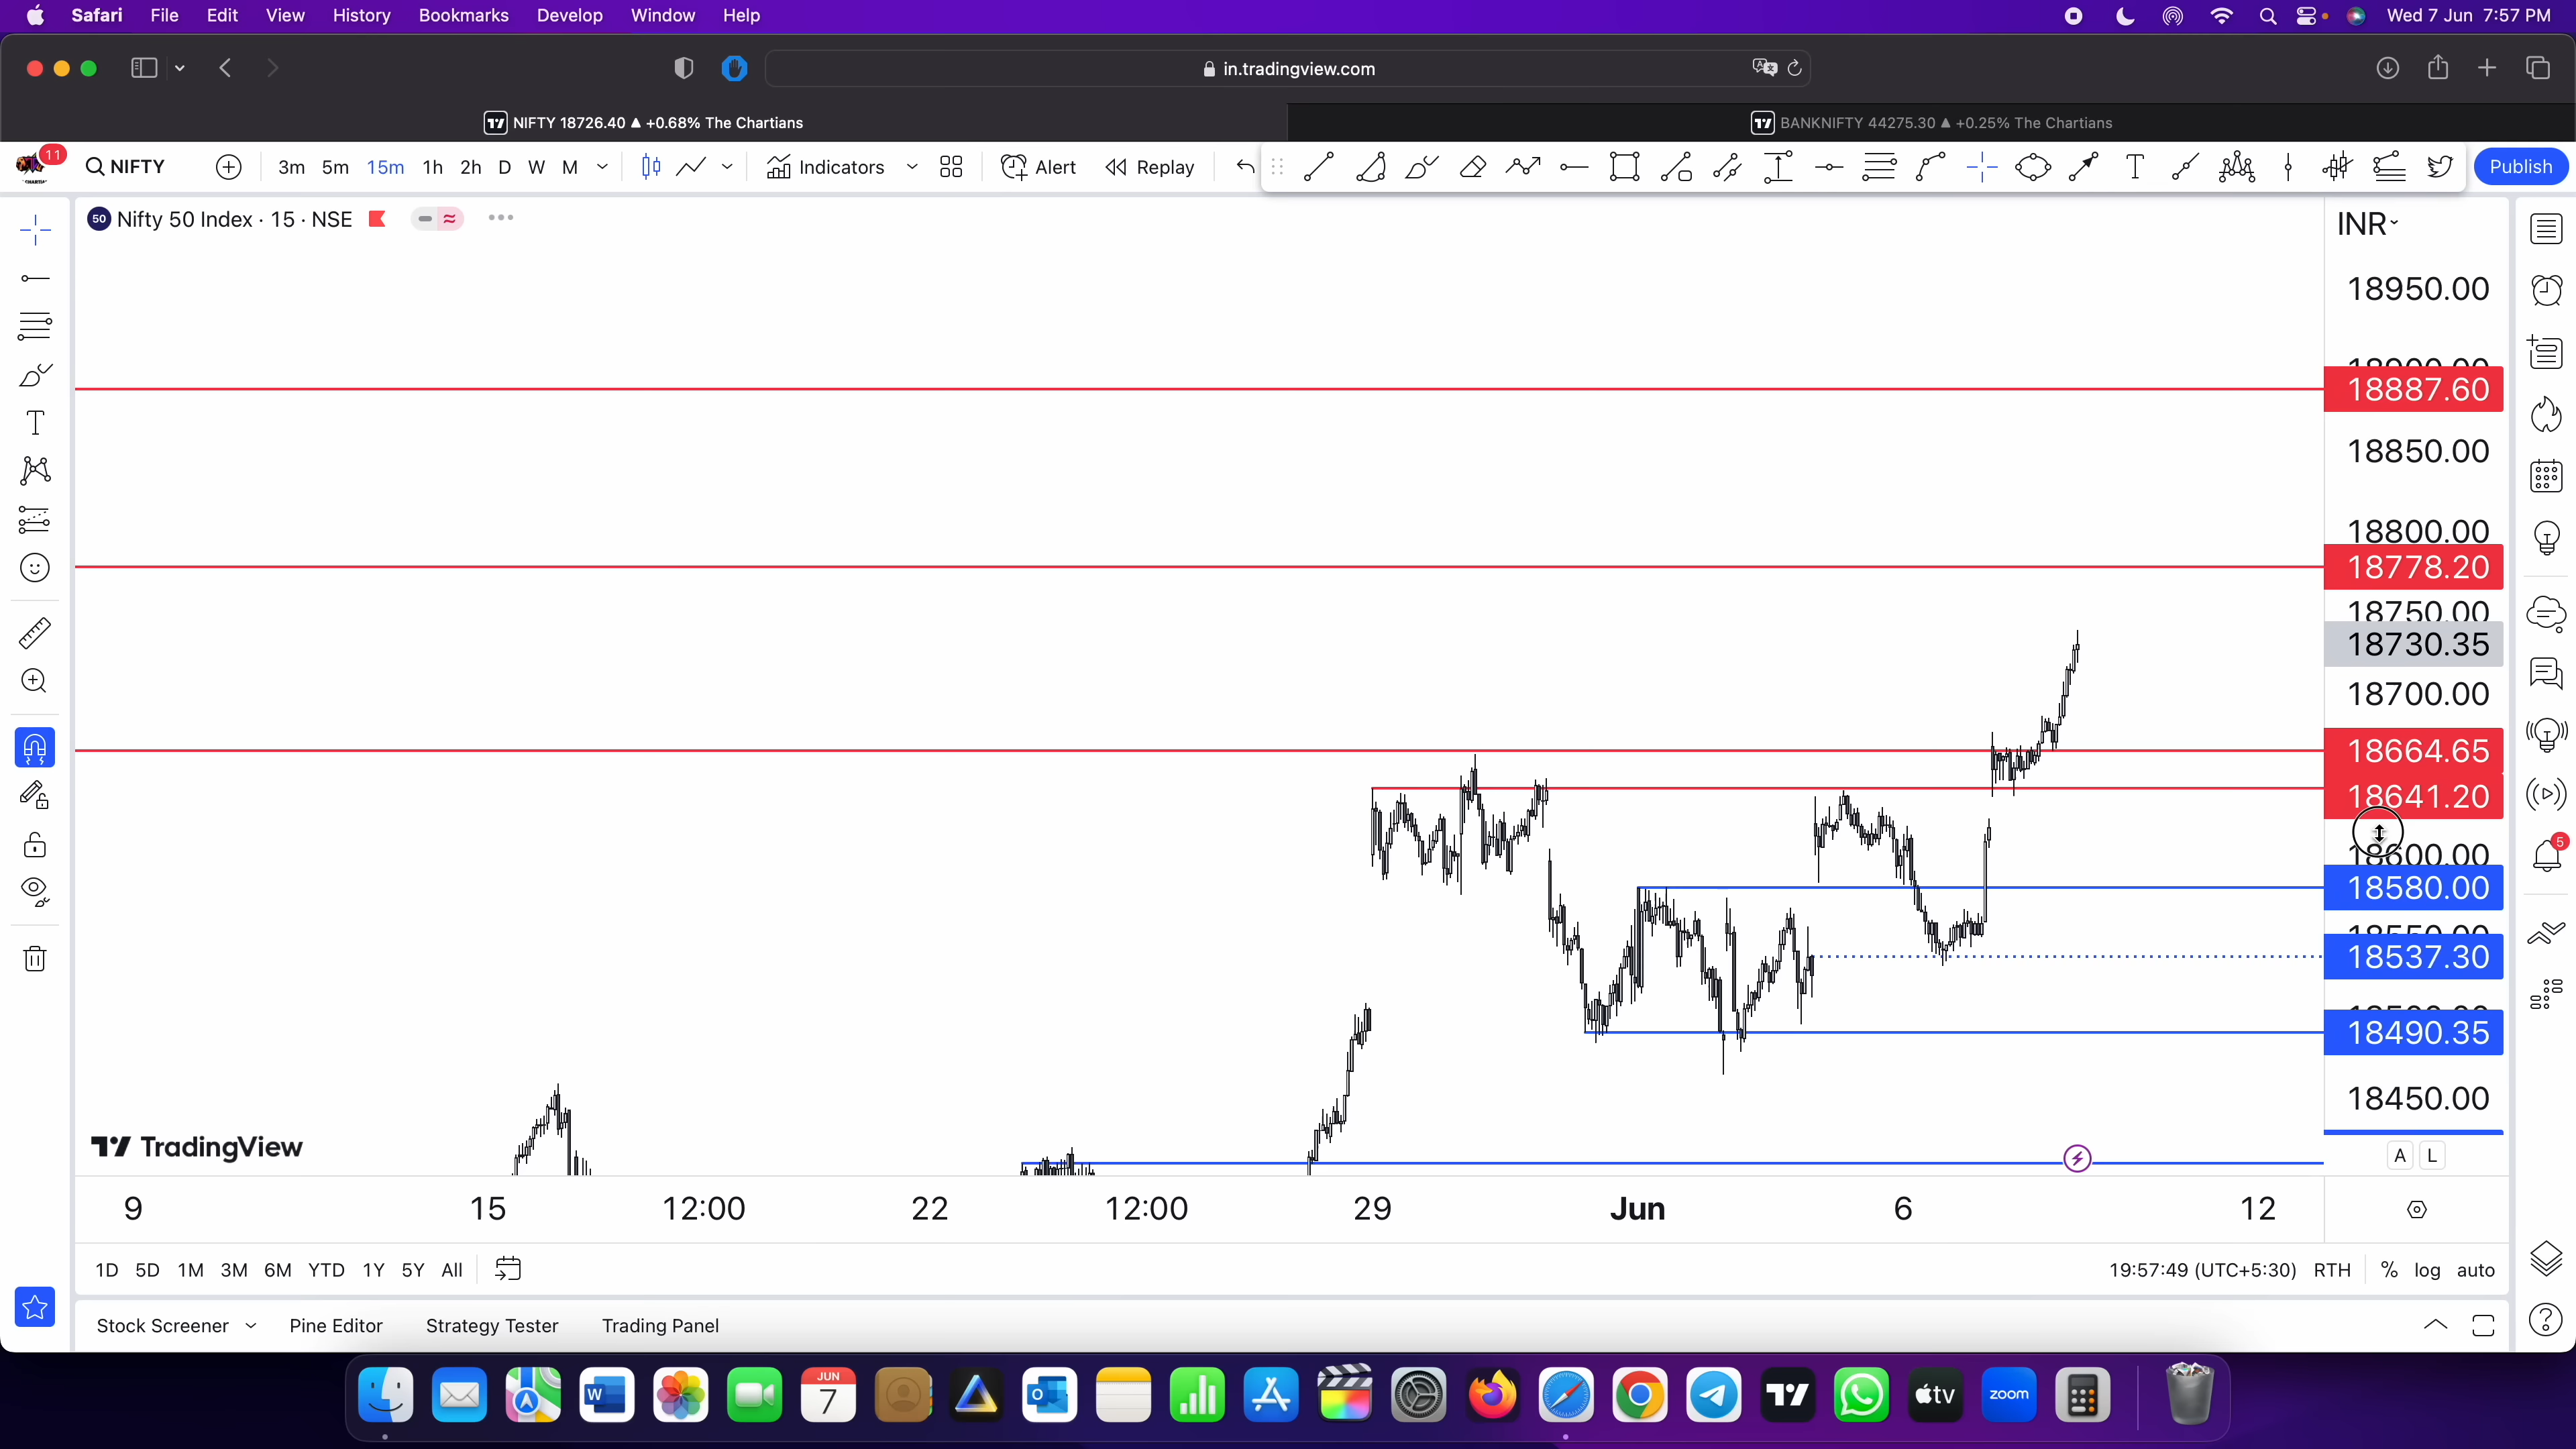 Safari File Edit View History Bookmarks Develop Window Help Wed 7 Jun 7:57 PM
in.tradingview.com
NIFTY 18726.40 ▲ +0.68% The Chartians
BANKNIFTY 44275.30 ▲ +0.25% The Chartians
11 NIFTY 3m 5m 15m 1h 2h D W M Indicators Alert Replay Publish
50 Nifty 50 Index · 15 · NSE
INR
18950.00
18887.60
18850.00
18800.00
18778.20
18750.00
18730.35
18700.00
18664.65
18641.20
18600.00
5
18580.00
18537.30
18490.35
18450.00
TradingView
A L
9 15 12:00 22 12:00 29 Jun 6 12
1D 5D 1M 3M 6M YTD 1Y 5Y All 19:57:49 (UTC+5:30) RTH % log auto
Stock Screener Pine Editor Strategy Tester Trading Panel
JUN
7
tv
zoom